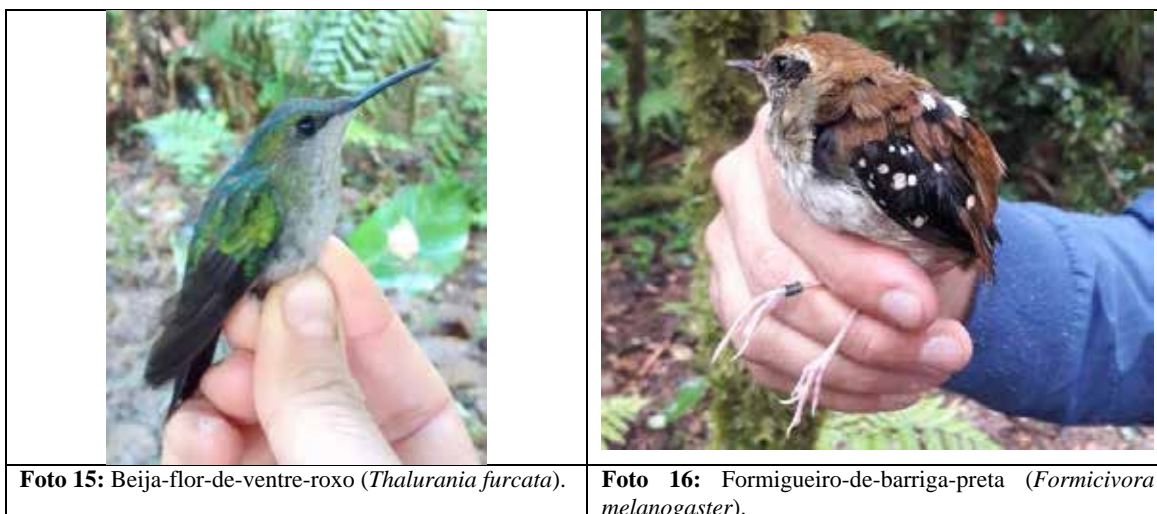 Foto 15: Beija-flor-de-ventre-roxo (Thalurania furcata).
Foto 16: Formigueiro-de-barriga-preta (Formicivora
melanogaster).